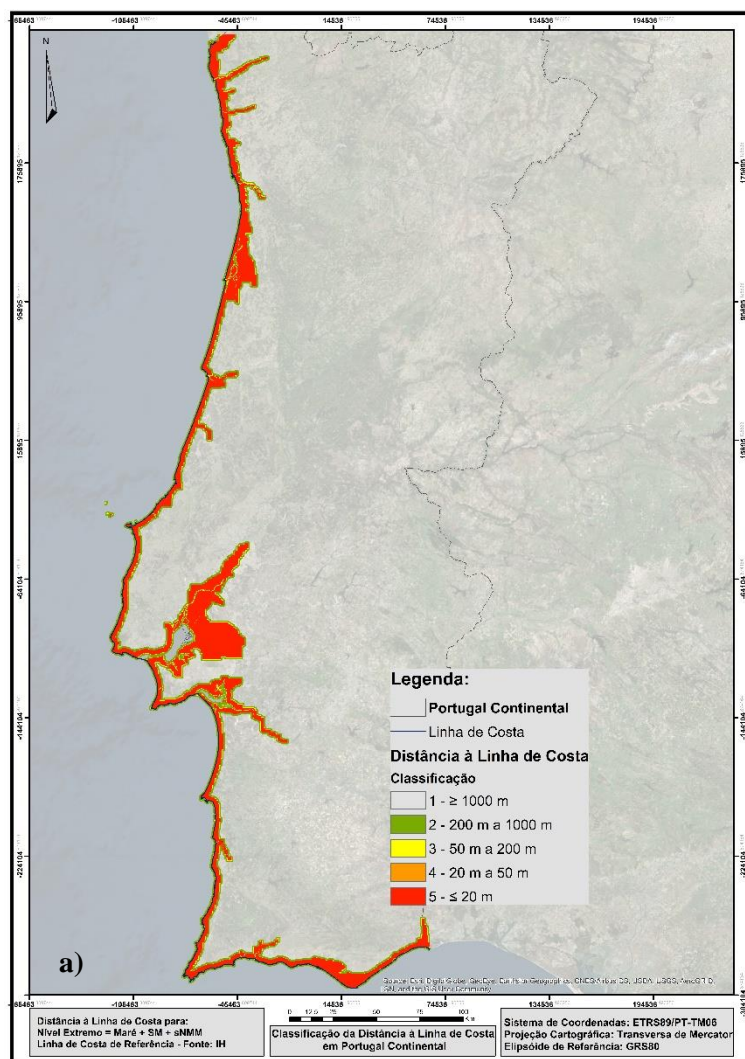 -105463
-45463
14536
74536
134536
194536
N
175895
95895
15895
-64104
-144104
-224104
Legenda:
Portugal Continental
Linha de Costa
Distância à Linha de Costa
Classificação
1 - ≥ 1000 m
2 - 200 m a 1000 m
3 - 50 m a 200 m
4 - 20 m a 50 m
5 - ≤ 20 m
a)
Distância à Linha de Costa para:
Nível Extremo = Maré + SM + sNMM
Linha de Costa de Referência - Fonte: IH
0 12,5 25 50 75 100
Km
Classificação da Distância à Linha de Costa
em Portugal Continental
Sistema de Coordenadas: ETRS89/PT-TM06
Projeção Cartográfica: Transversa de Mercator
Elipsóide de Referância: GRS80